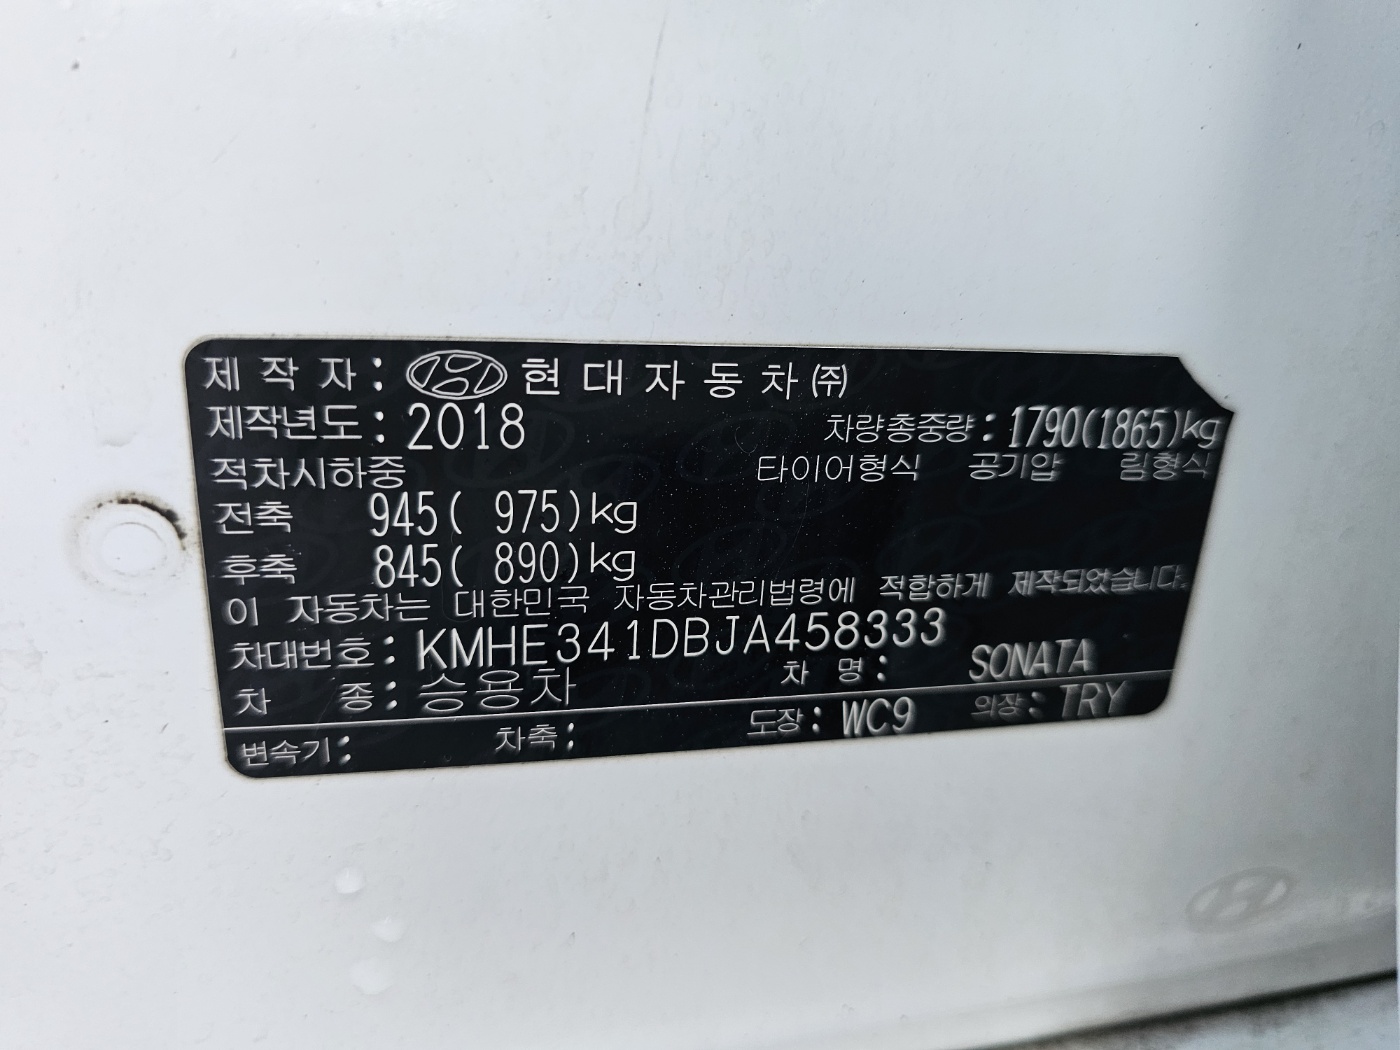 제 작 자 : 현 대 자 동 차 ㈜
제작년도 : 2018 차량총중량 : 1790(1865)kg
적차시하중 타이어형식 공기압 림형식
전축 945( 975)kg
후축 845( 890)kg
이 자동차는 대한민국 자동차관리법령에 적합하게 제작되었습니다.
차대번호 : KMHE341DBJA458333
차 종 : 승용차 차 명 : SONATA
변속기 : 차축 : 도장 : WC9 의장 : TRY